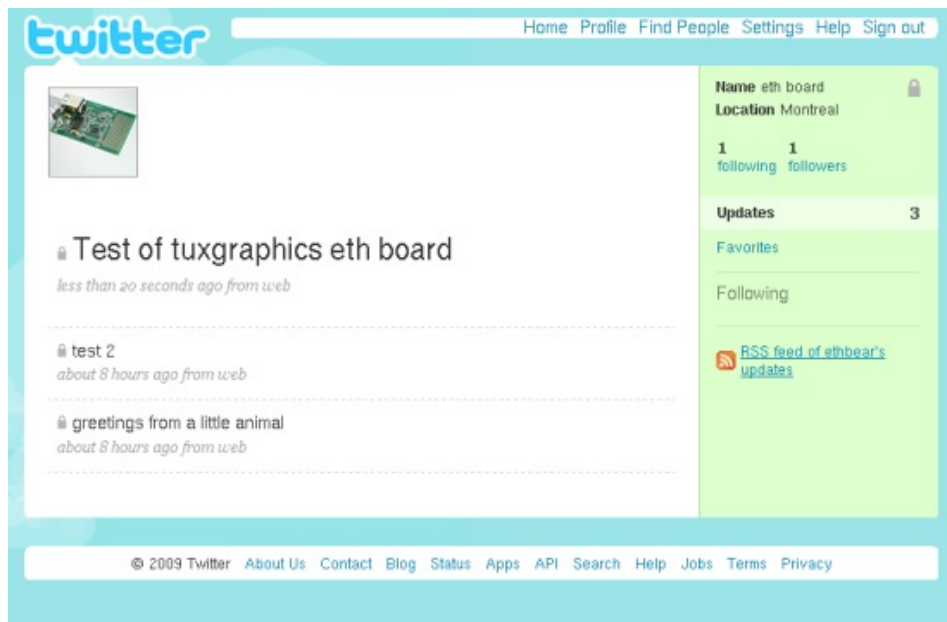 twitter
Home Profile Find People Settings Help Sign out
Name eth board
Location Montreal
1 1
following followers
Updates 3
Favorites
Following
RSS feed of ethbear's
updates
Test of tuxgraphics eth board
less than 20 seconds ago from web
test 2
about 8 hours ago from web
greetings from a little animal
about 8 hours ago from web
© 2009 Twitter About Us Contact Blog Status Apps API Search Help Jobs Terms Privacy